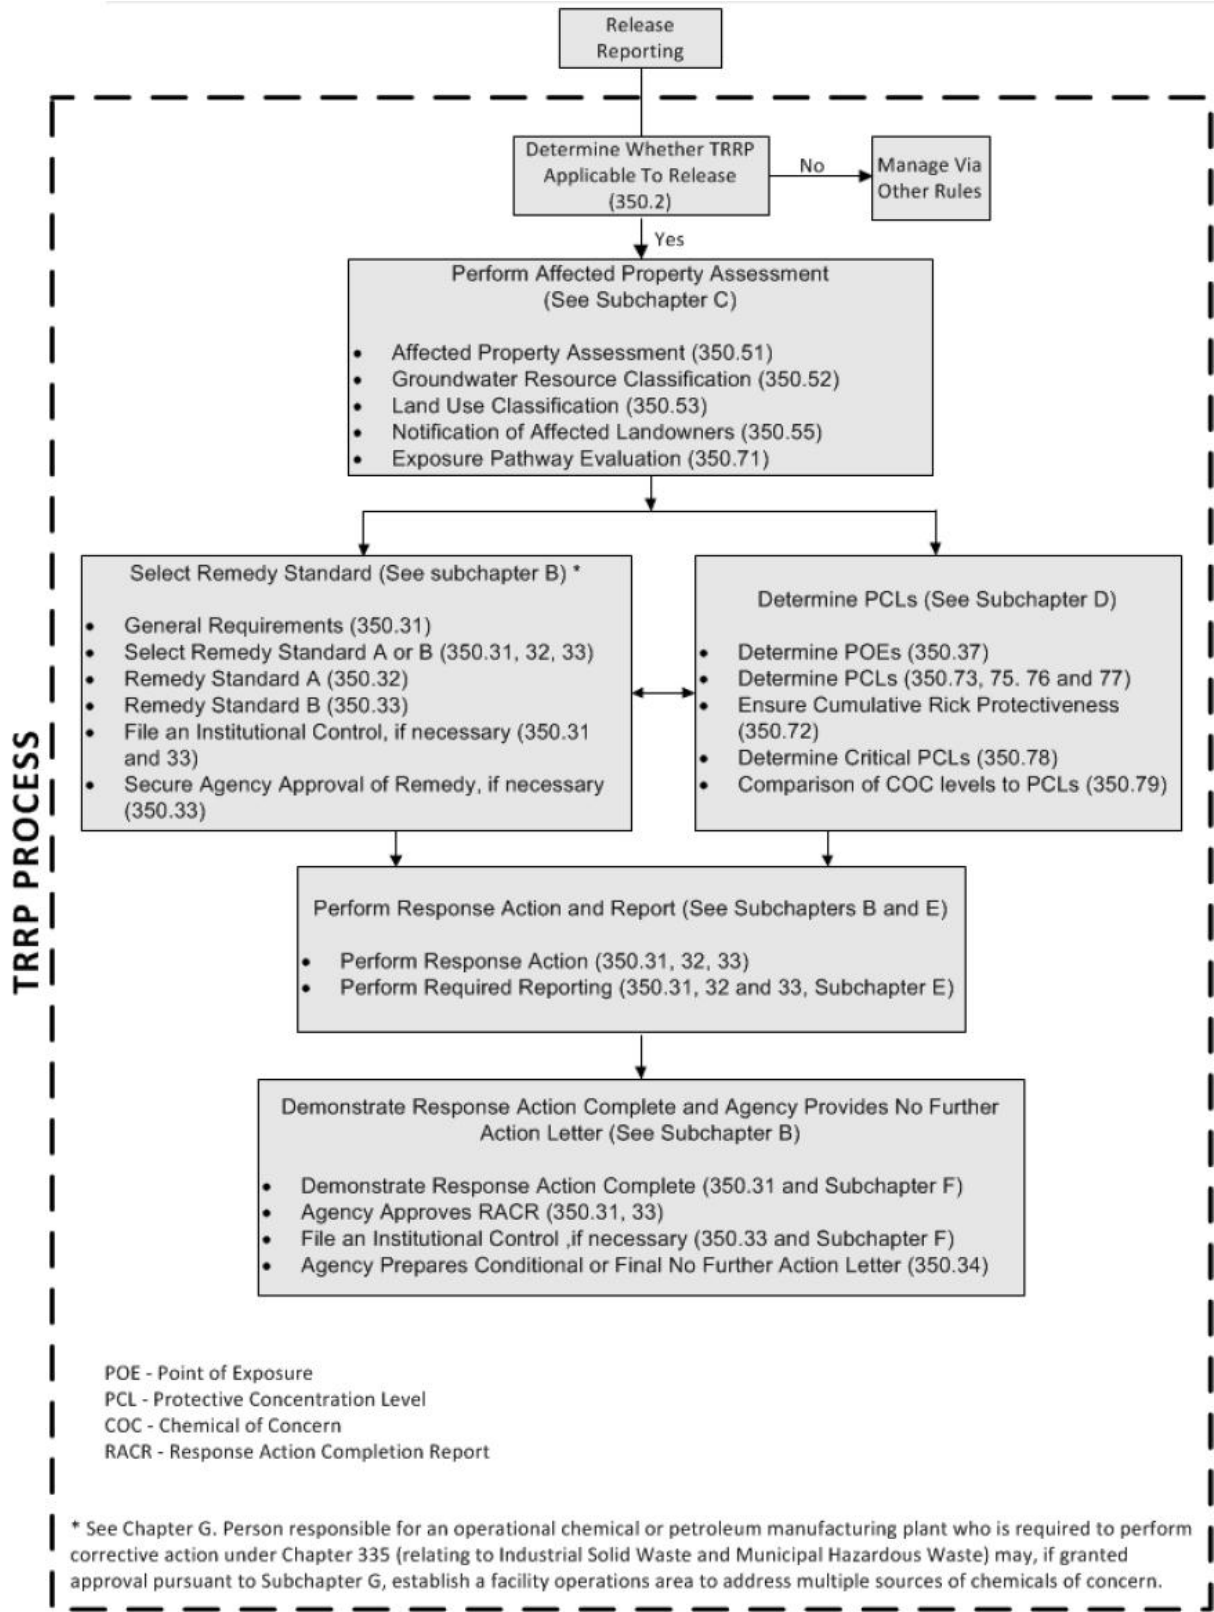 Release
Reporting
Determine Whether TRRP
Applicable To Release
(350.2)
No
Manage Via
Other Rules
Yes
Perform Affected Property Assessment
(See Subchapter C)
• Affected Property Assessment (350.51)
• Groundwater Resource Classification (350.52)
• Land Use Classification (350.53)
• Notification of Affected Landowners (350.55)
• Exposure Pathway Evaluation (350.71)
Select Remedy Standard (See subchapter B) *
• General Requirements (350.31)
• Select Remedy Standard A or B (350.31, 32, 33)
• Remedy Standard A (350.32)
• Remedy Standard B (350.33)
• File an Institutional Control, if necessary (350.31
and 33)
• Secure Agency Approval of Remedy, if necessary
(350.33)
Determine PCLs (See Subchapter D)
• Determine POEs (350.37)
• Determine PCLs (350.73, 75. 76 and 77)
• Ensure Cumulative Rick Protectiveness
(350.72)
• Determine Critical PCLs (350.78)
• Comparison of COC levels to PCLs (350.79)
TRRP PROCESS
Perform Response Action and Report (See Subchapters B and E)
• Perform Response Action (350.31, 32, 33)
• Perform Required Reporting (350.31, 32 and 33, Subchapter E)
Demonstrate Response Action Complete and Agency Provides No Further
Action Letter (See Subchapter B)
• Demonstrate Response Action Complete (350.31 and Subchapter F)
• Agency Approves RACR (350.31, 33)
• File an Institutional Control ,if necessary (350.33 and Subchapter F)
• Agency Prepares Conditional or Final No Further Action Letter (350.34)
POE - Point of Exposure
PCL - Protective Concentration Level
COC - Chemical of Concern
RACR - Response Action Completion Report
* See Chapter G. Person responsible for an operational chemical or petroleum manufacturing plant who is required to perform
corrective action under Chapter 335 (relating to Industrial Solid Waste and Municipal Hazardous Waste) may, if granted
approval pursuant to Subchapter G, establish a facility operations area to address multiple sources of chemicals of concern.